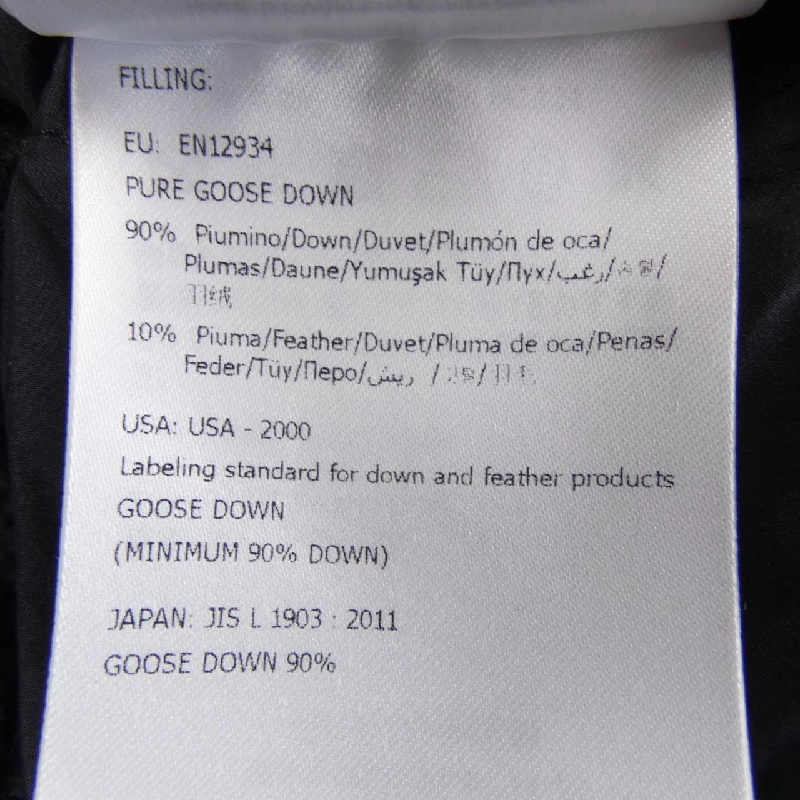 FILLING:
EU: EN12934
PURE GOOSE DOWN
90% Piumino/Down/Duvet/Plumón de oca/
Plumas/Daune/Yumuşak Tüy/Пух/زغب/
羽绒
10% Piuma/Feather/Duvet/Pluma de oca/Penas/
Feder/Tüy/Перо/ريش /
USA: USA - 2000
Labeling standard for down and feather products
GOOSE DOWN
(MINIMUM 90% DOWN)
JAPAN: JIS L 1903 : 2011
GOOSE DOWN 90%